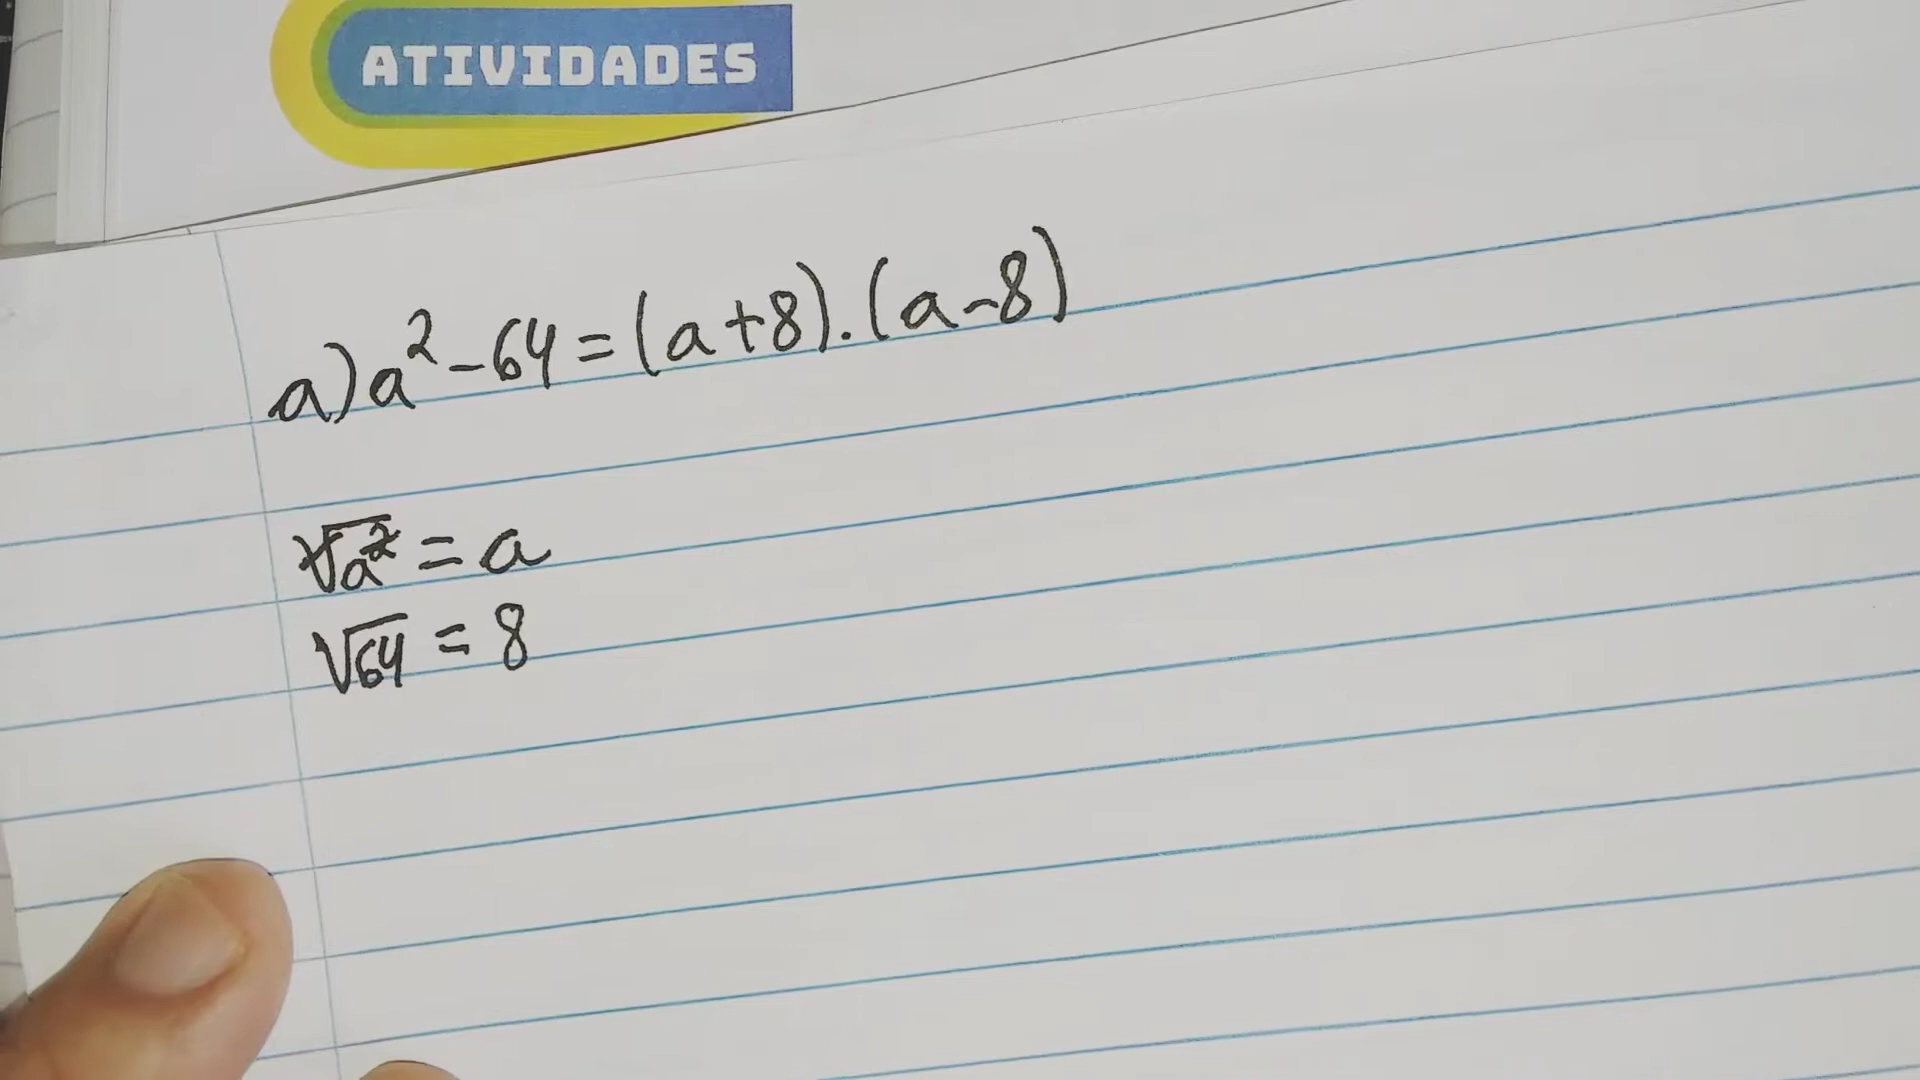 ATIVIDADES
a) a² - 64 = (a + 8) . (a - 8)
√a² = a
√64 = 8